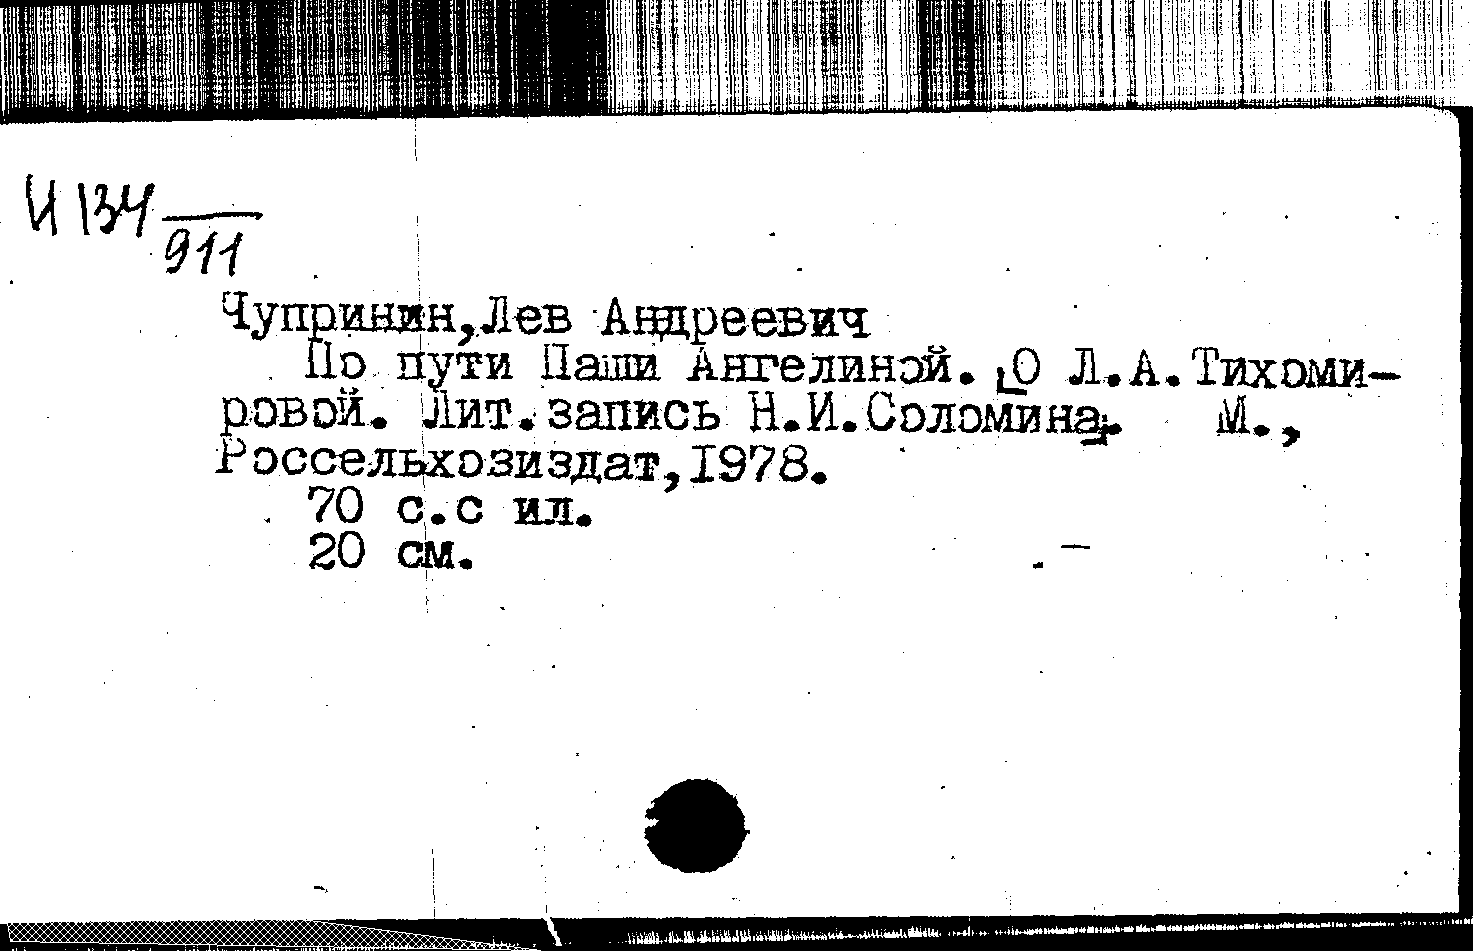 И 134
911
Чупринин,Лев Андреевич
По пути Паши Ангелиной. [О Л.А.Тихоми-
ровой. Лит.запись Н.И.Соломина]. М.,
Россельхозиздат,1978.
70 с.с ил.
20 см.